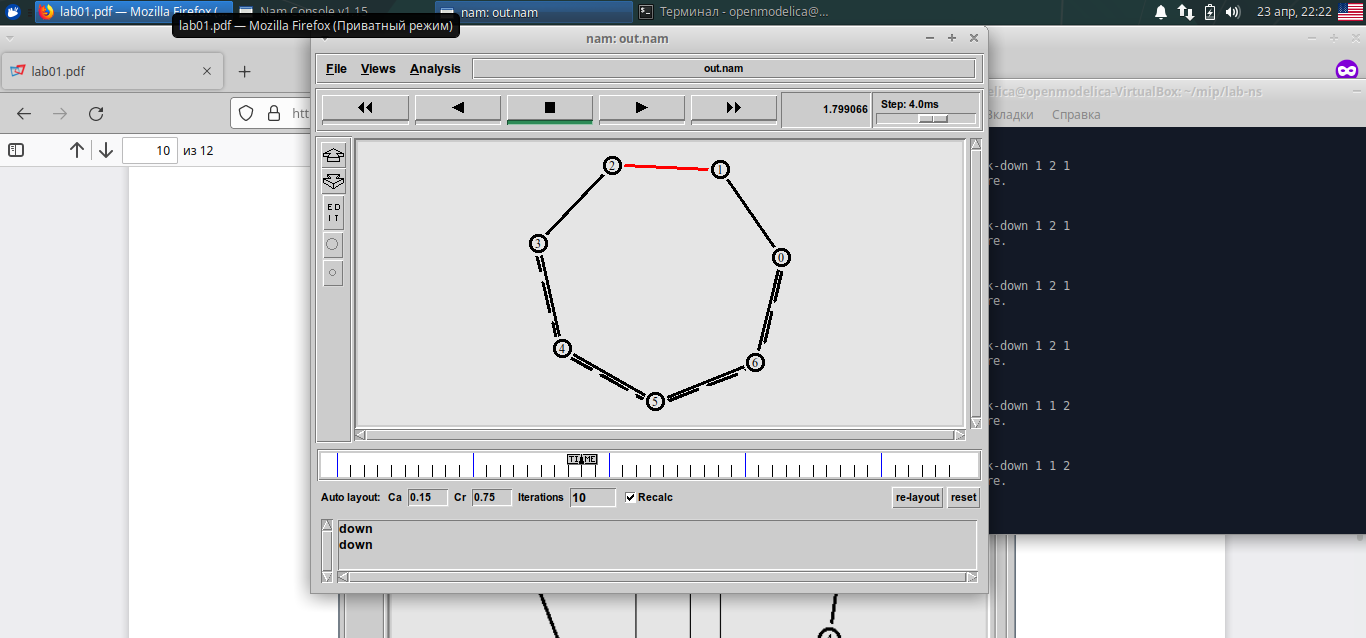 lab01.pdf — Mozilla Firefox (
Nam Console v1.15
nam: out.nam
Терминал - openmodelica@...
23 апр, 22:22
lab01.pdf — Mozilla Firefox (Приватный режим)
nam: out.nam
lab01.pdf
File Views Analysis out.nam
1.799066 Step: 4.0ms
elica@openmodelica-VirtualBox: ~/mip/lab-ns
htt
Вкладки Справка
10 из 12
E D
I T
2
1
3
0
4
6
5
k-down 1 2 1
re.
k-down 1 2 1
re.
k-down 1 2 1
re.
k-down 1 2 1
re.
k-down 1 1 2
re.
k-down 1 1 2
re.
TIME
Auto layout: Ca 0.15 Cr 0.75 Iterations 10 Recalc re-layout reset
down
down